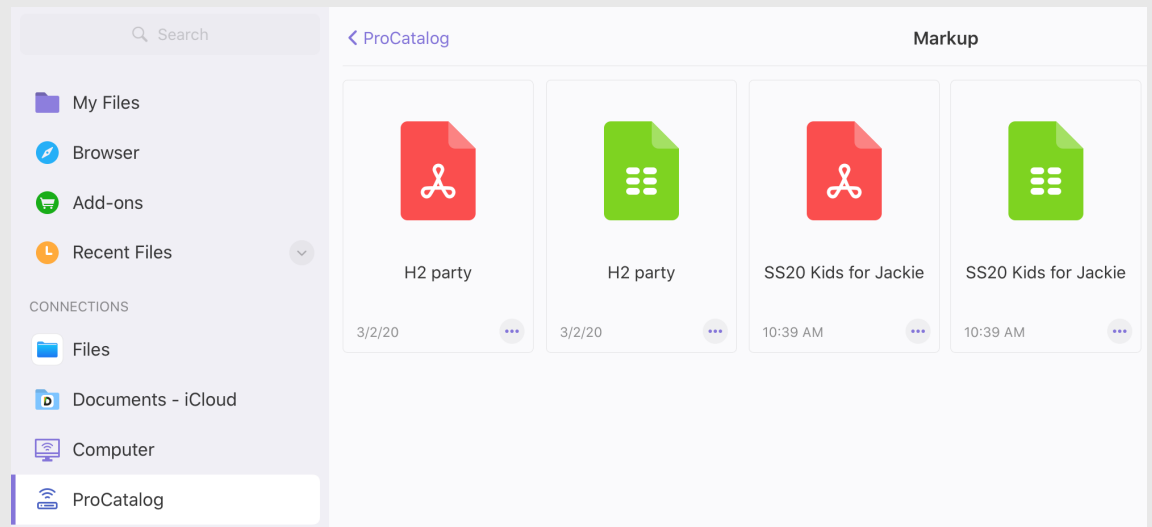 Search
My Files
Browser
Add-ons
Recent Files
CONNECTIONS
Files
Documents - iCloud
Computer
ProCatalog
ProCatalog
Markup
H2 party
3/2/20
H2 party
3/2/20
SS20 Kids for Jackie
10:39 AM
SS20 Kids for Jackie
10:39 AM